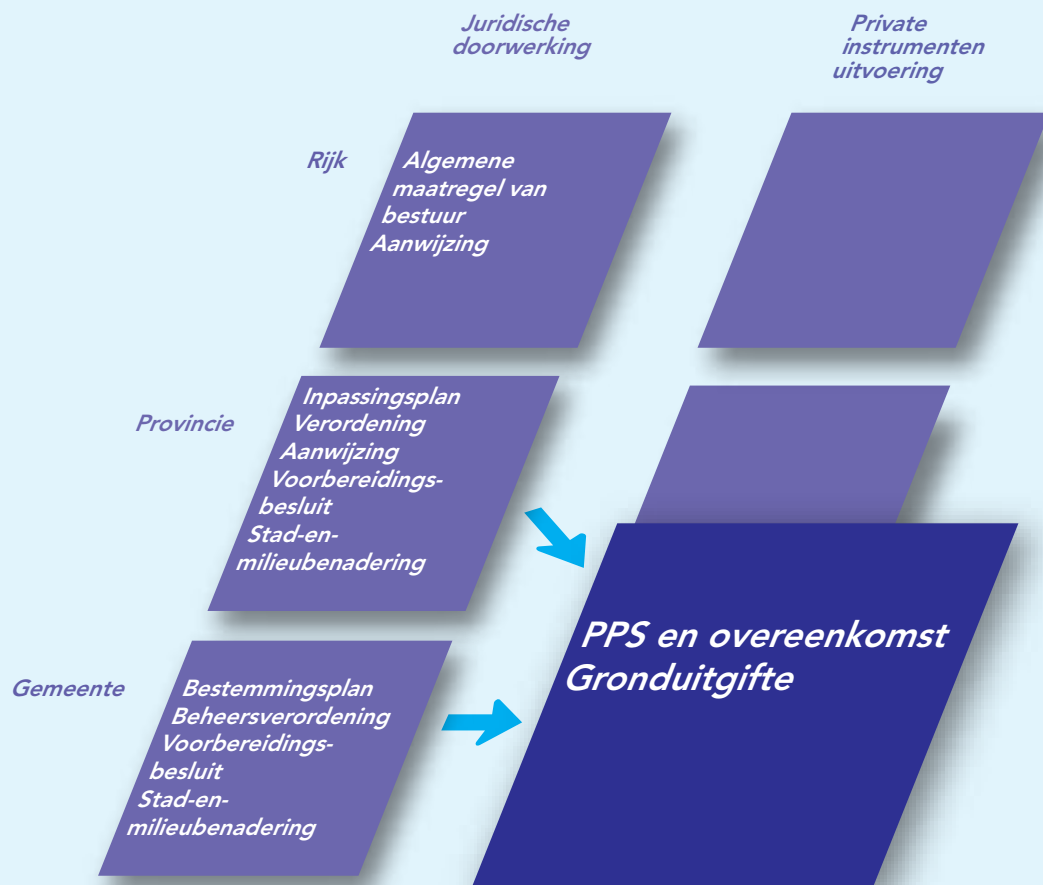 Juridische
doorwerking
Private
instrumenten
uitvoering
Rijk
Algemene
maatregel van
bestuur
Aanwijzing
Provincie
Inpassingsplan
Verordening
Aanwijzing
Voorbereidings-
besluit
Stad-en-
milieubenadering
Gemeente
Bestemmingsplan
Beheersverordening
Voorbereidings-
besluit
Stad-en-
milieubenadering
PPS en overeenkomst
Gronduitgifte